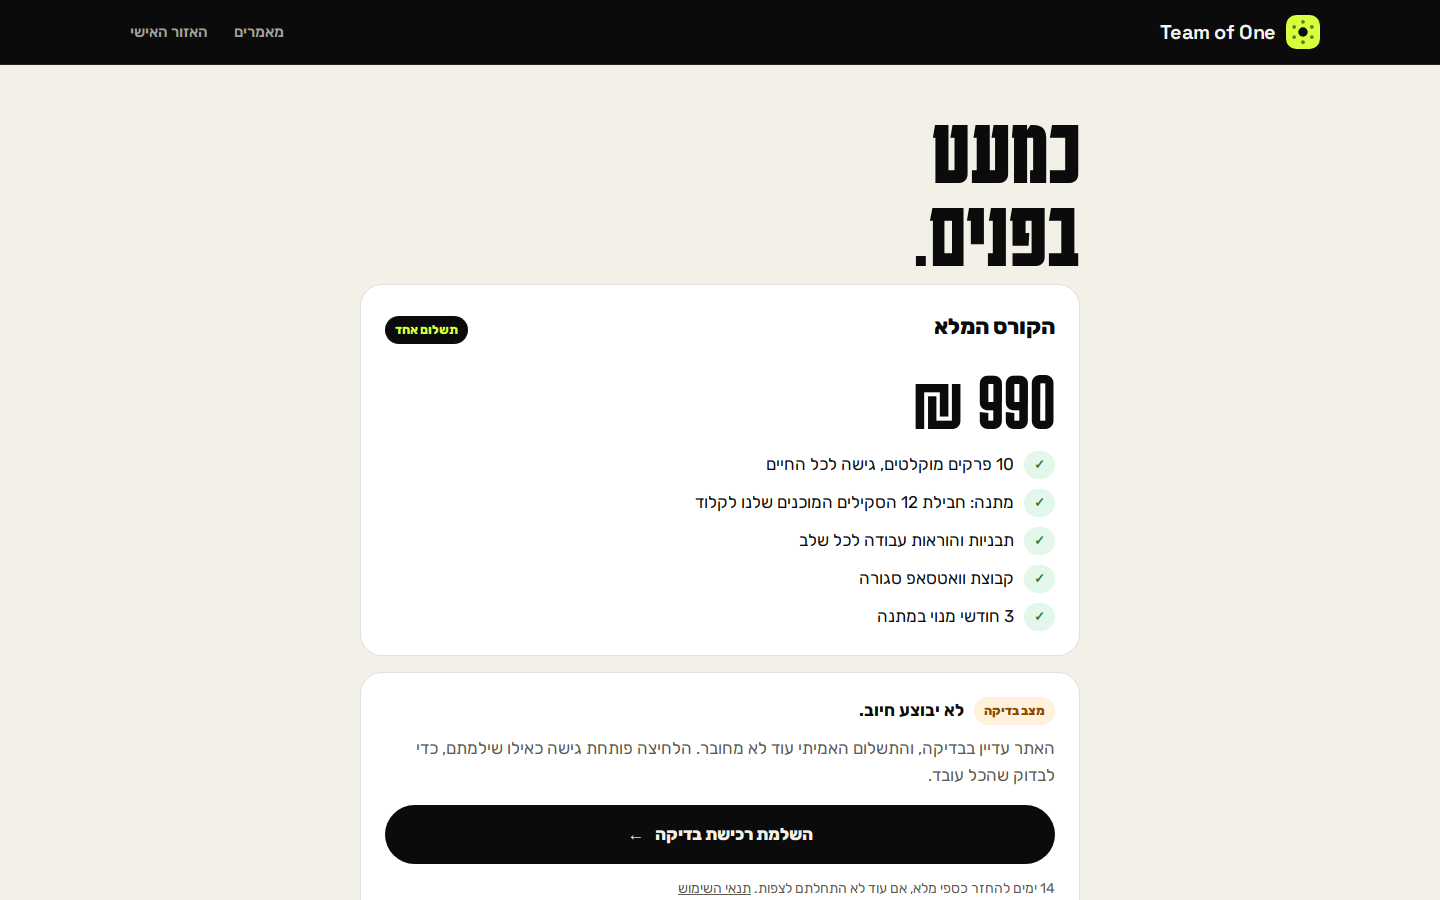 Team of One
מאמרים
האזור האישי
כמעט
בפנים.
הקורס המלא
תשלום אחד
990 ₪
✓ 10 פרקים מוקלטים, גישה לכל החיים
✓ מתנה: חבילת 12 הסקילים המוכנים שלנו לקלוד
✓ תבניות והוראות עבודה לכל שלב
✓ קבוצת וואטסאפ סגורה
✓ 3 חודשי מנוי במתנה
מצב בדיקה לא יבוצע חיוב.
האתר עדיין בבדיקה, והתשלום האמיתי עוד לא מחובר. הלחיצה פותחת גישה כאילו שילמתם, כדי
לבדוק שהכל עובד.
השלמת רכישת בדיקה ←
14 ימים להחזר כספי מלא, אם עוד לא התחלתם לצפות. תנאי השימוש